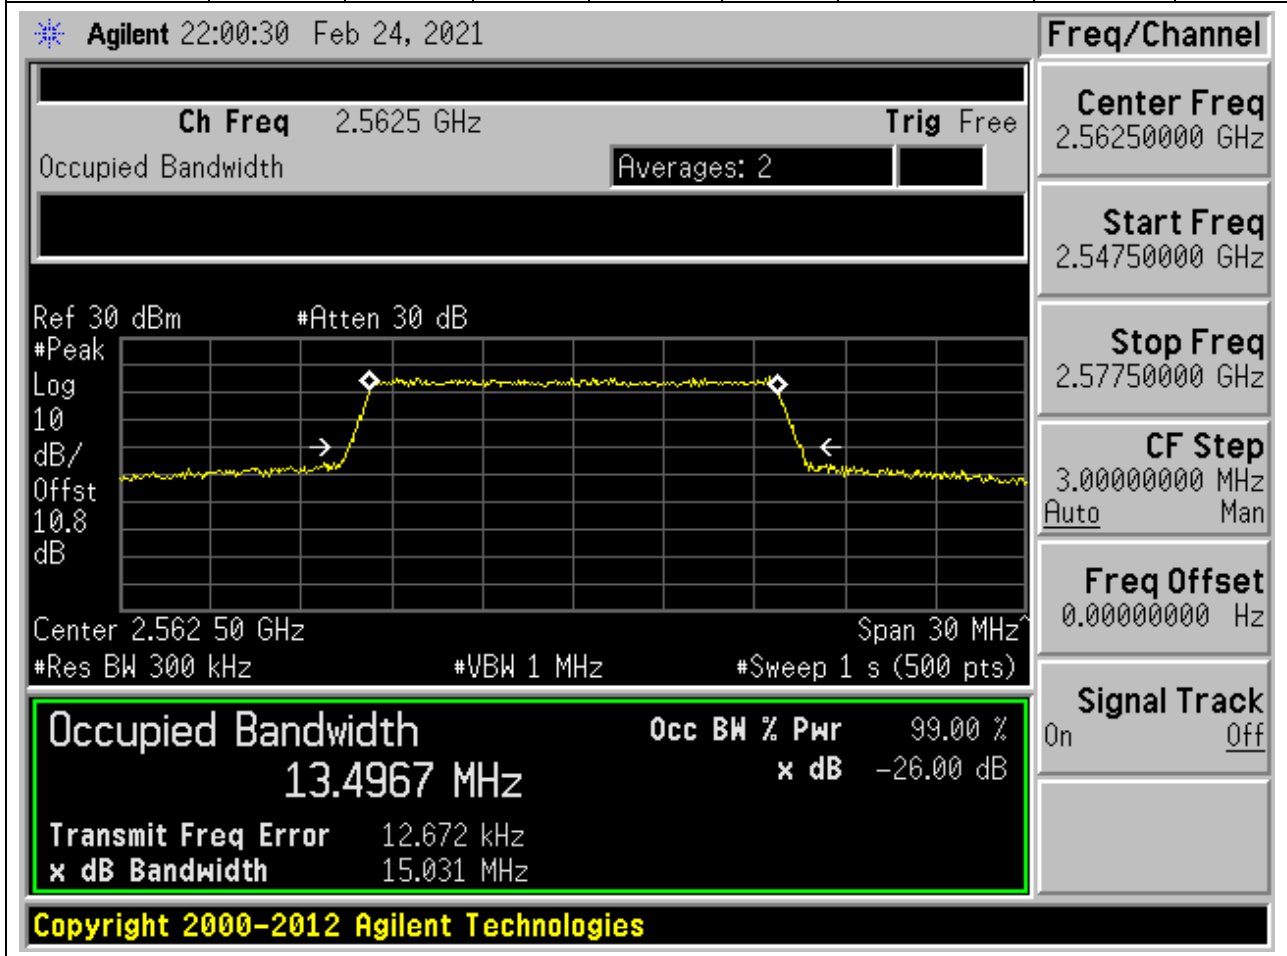 Agilent 22:00:30 Feb 24, 2021
Freq/Channel
Ch Freq 2.5625 GHz Trig Free
Occupied Bandwidth Averages: 2
Center Freq
2.56250000 GHz
Start Freq
2.54750000 GHz
Stop Freq
2.57750000 GHz
CF Step
3.00000000 MHz
Auto Man
Freq Offset
0.00000000 Hz
Signal Track
On Off
Ref 30 dBm #Atten 30 dB
#Peak
Log
10
dB/
Offst
10.8
dB
Center 2.562 50 GHz Span 30 MHz^
#Res BW 300 kHz #VBW 1 MHz #Sweep 1 s (500 pts)
Occupied Bandwidth Occ BW % Pwr 99.00 %
13.4967 MHz x dB -26.00 dB
Transmit Freq Error 12.672 kHz
x dB Bandwidth 15.031 MHz
Copyright 2000-2012 Agilent Technologies